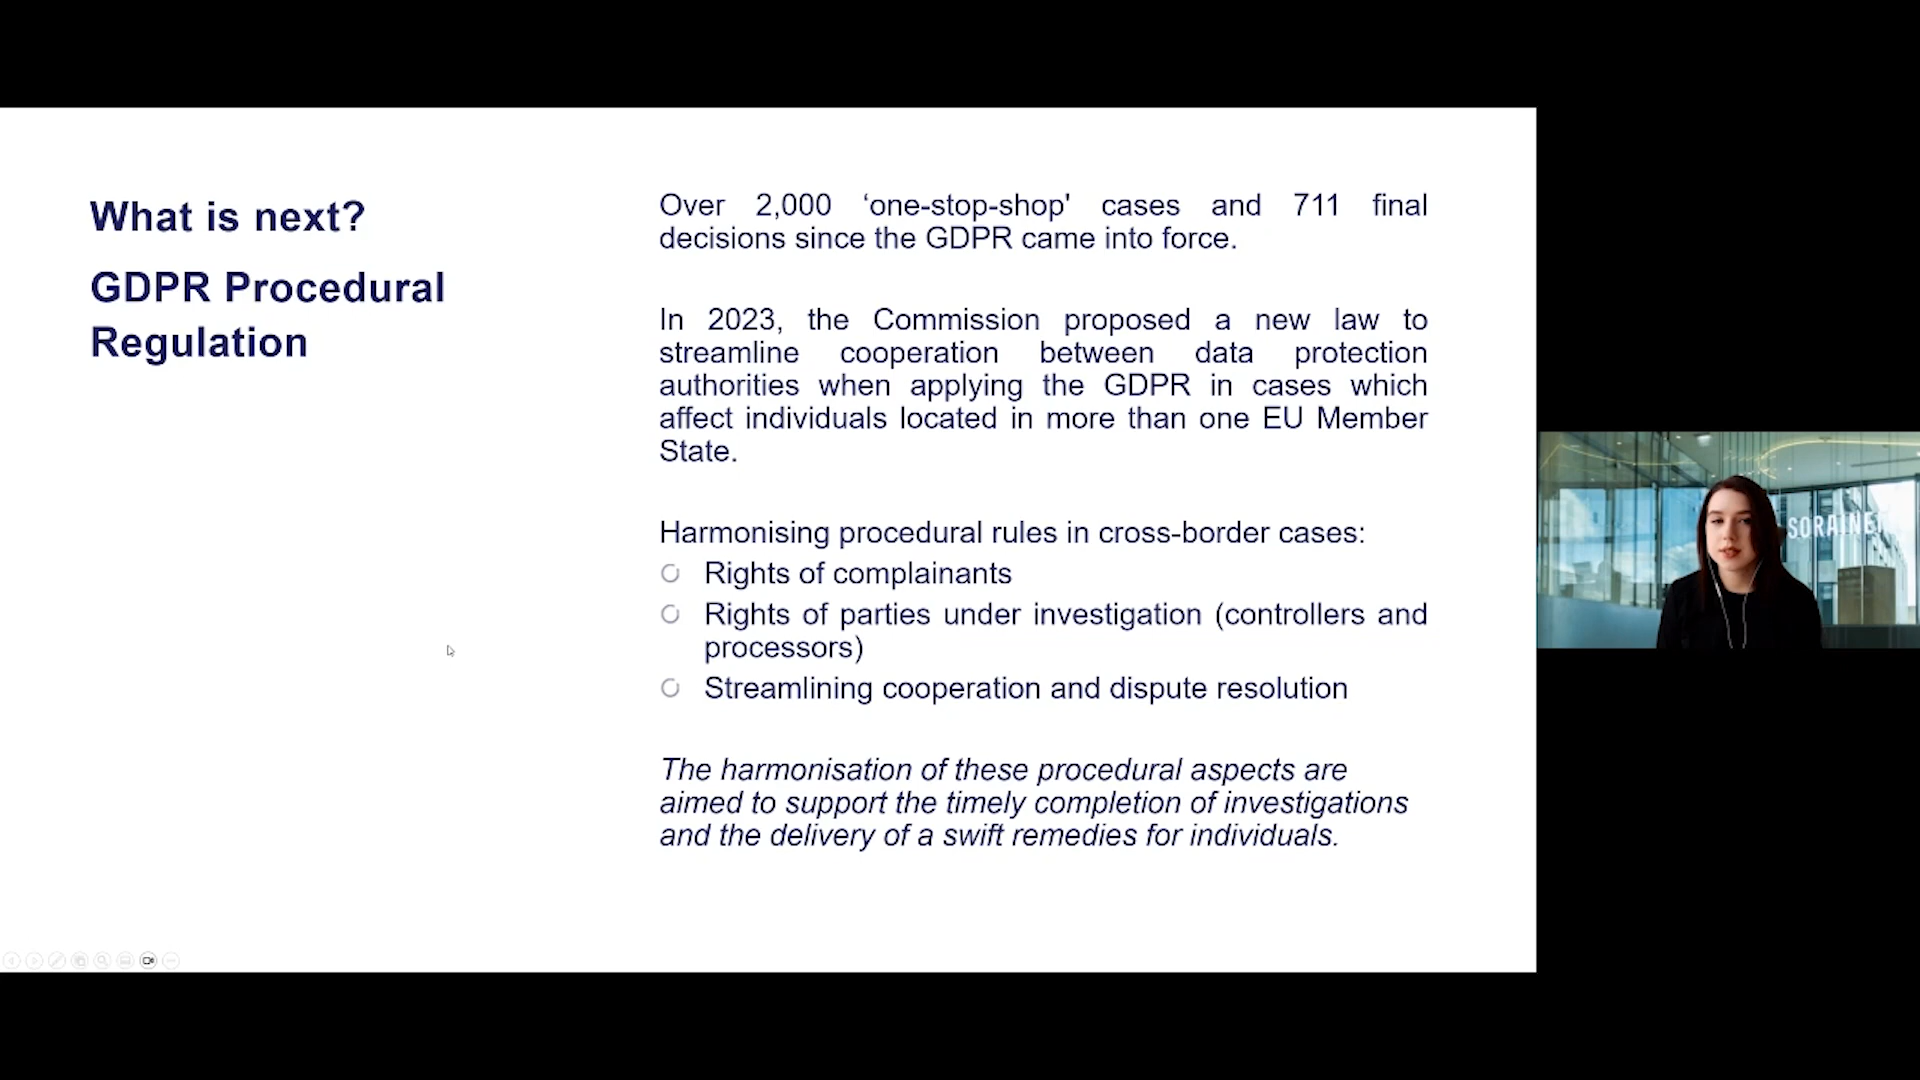 What is next?
GDPR Procedural
Regulation
Over 2,000 ‘one-stop-shop' cases and 711 final
decisions since the GDPR came into force.
In 2023, the Commission proposed a new law to
streamline cooperation between data protection
authorities when applying the GDPR in cases which
affect individuals located in more than one EU Member
State.
Harmonising procedural rules in cross-border cases:
Rights of complainants
Rights of parties under investigation (controllers and
processors)
Streamlining cooperation and dispute resolution
The harmonisation of these procedural aspects are
aimed to support the timely completion of investigations
and the delivery of a swift remedies for individuals.
SORAINEN